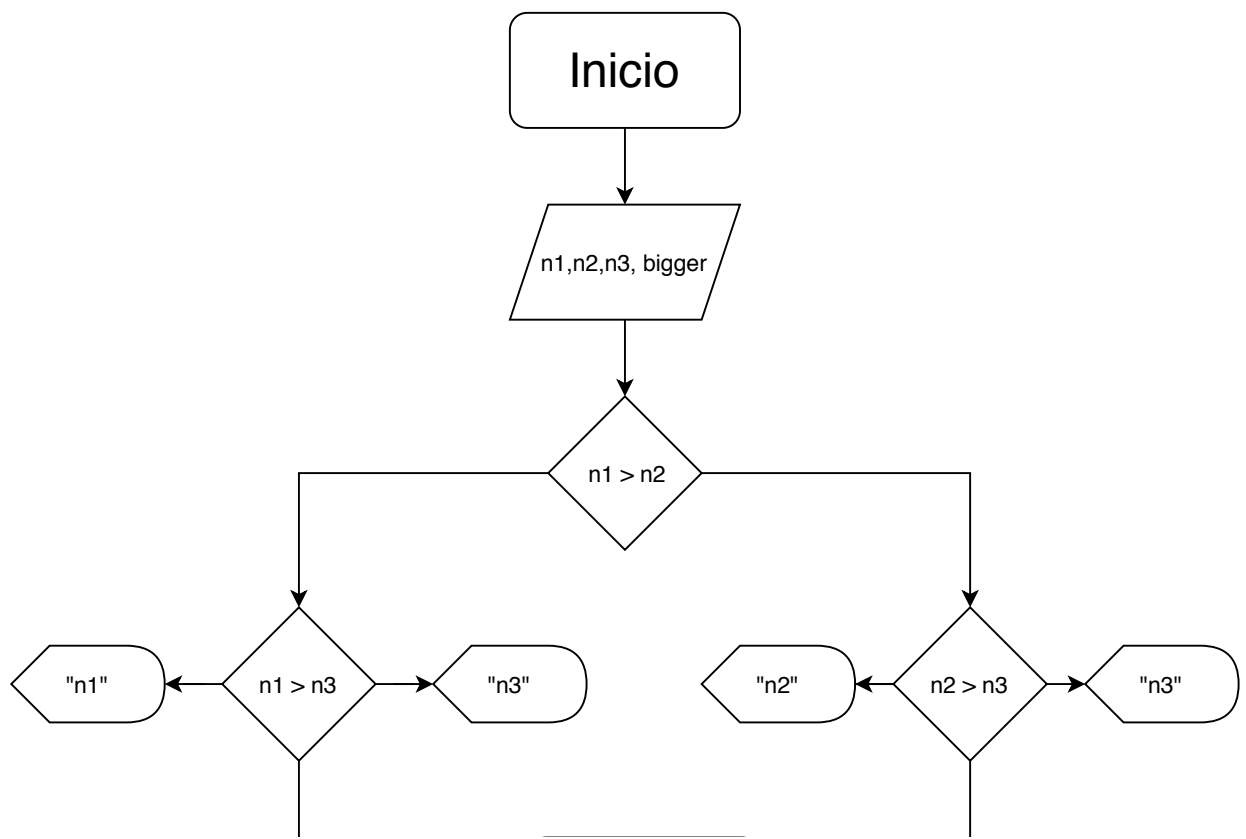 Inicio
n1,n2,n3, bigger
n1 > n2
"n1"
n1 > n3
"n3"
"n2"
n2 > n3
"n3"